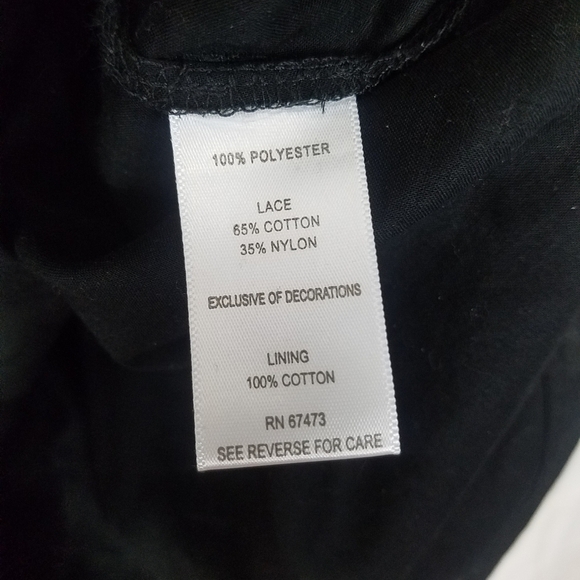 100% POLYESTER
LACE
65% COTTON
35% NYLON
EXCLUSIVE OF DECORATIONS
LINING
100% COTTON
RN 67473
SEE REVERSE FOR CARE